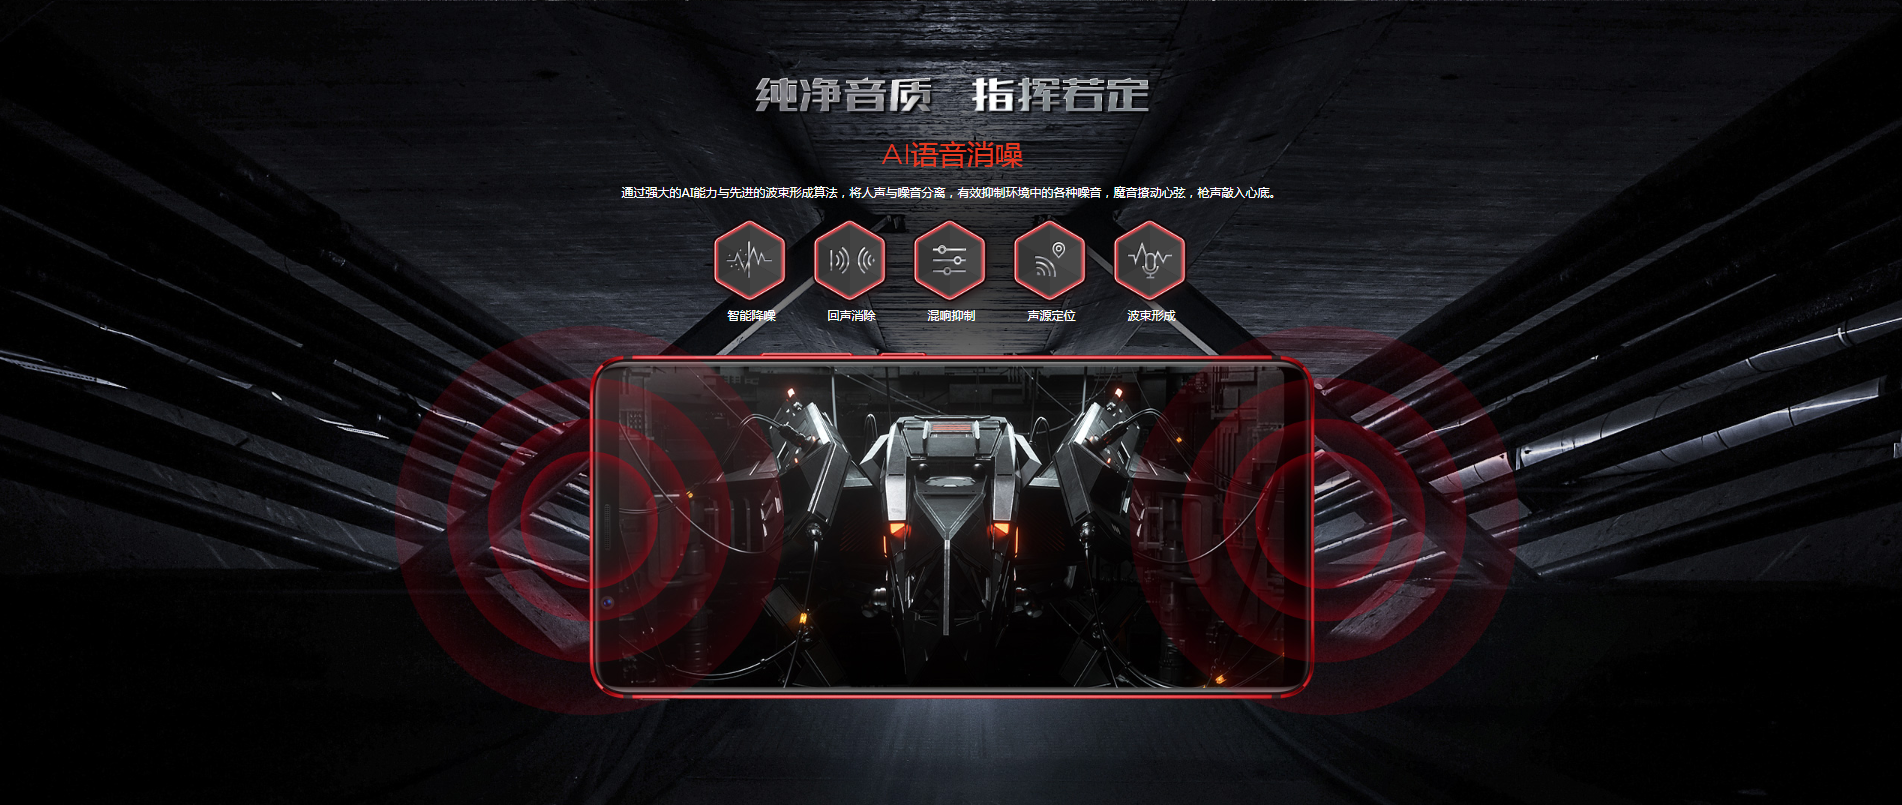 纯净音质 指挥若定
AI语音消噪
通过强大的AI能力与先进的波束形成算法，将人声与噪音分离，有效抑制环境中的各种噪音，魔音撩动心弦，枪声敲入心底。
智能降噪 回声消除 混响抑制 声源定位 波束形成